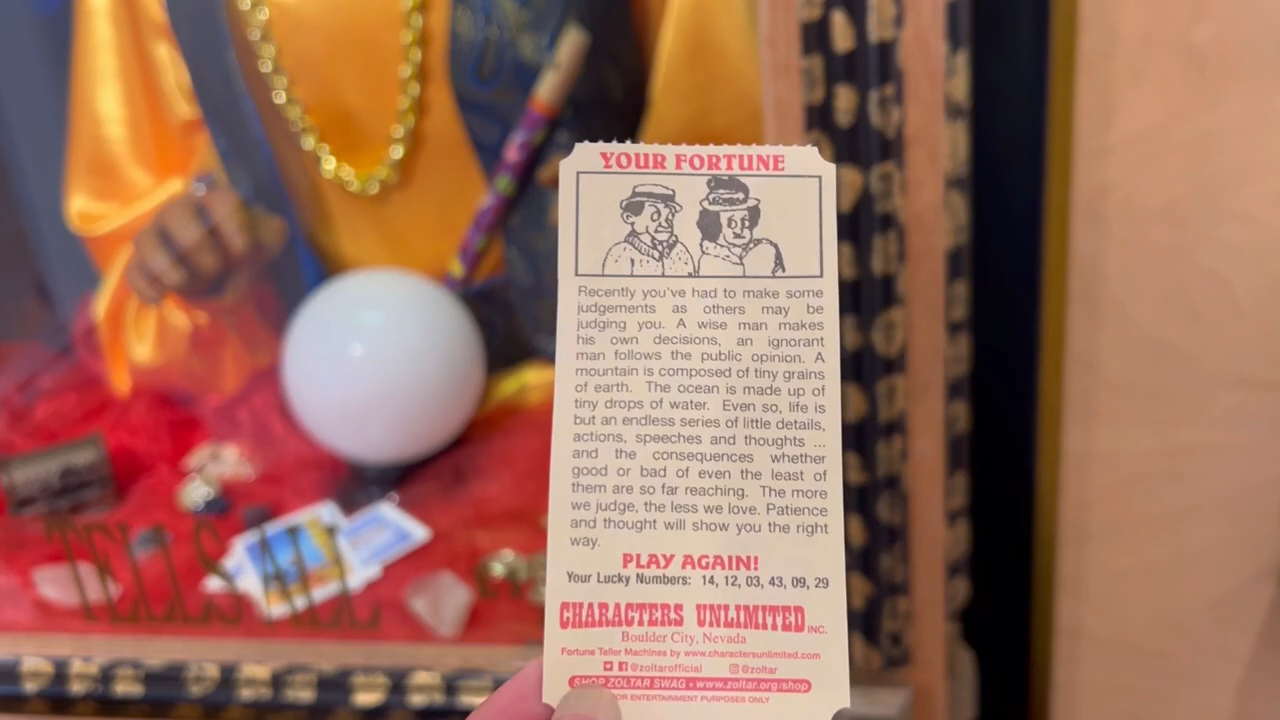 YOUR FORTUNE
Recently you've had to make some
judgements as others may be
judging you. A wise man makes
his own decisions, an ignorant
man follows the public opinion. A
mountain is composed of tiny grains
of earth. The ocean is made up of
tiny drops of water. Even so, life is
but an endless series of little details,
actions, speeches and thoughts ...
and the consequences whether
good or bad of even the least of
them are so far reaching. The more
we judge, the less we love. Patience
and thought will show you the right
way.
PLAY AGAIN!
Your Lucky Numbers: 14, 12, 03, 43, 09, 29
CHARACTERS UNLIMITED INC.
Boulder City, Nevada
Fortune Teller Machines by www.charactersunlimited.com
@zoltarofficial @zoltar
SHOP ZOLTAR SWAG • www.zoltar.org/shop
FOR ENTERTAINMENT PURPOSES ONLY
TELLS ALL